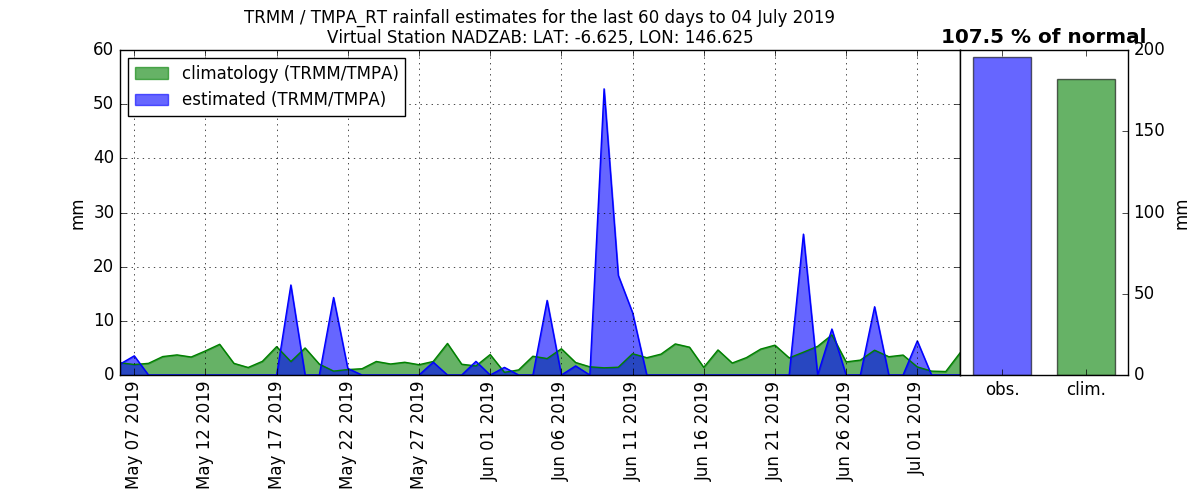 TRMM / TMPA_RT rainfall estimates for the last 60 days to 04 July 2019
Virtual Station NADZAB: LAT: -6.625, LON: 146.625
107.5 % of normal
climatology (TRMM/TMPA)
estimated (TRMM/TMPA)
60
50
40
30
20
10
0
mm
May 07 2019
May 12 2019
May 17 2019
May 22 2019
May 27 2019
Jun 01 2019
Jun 06 2019
Jun 11 2019
Jun 16 2019
Jun 21 2019
Jun 26 2019
Jul 01 2019
200
150
100
50
0
mm
obs.
clim.